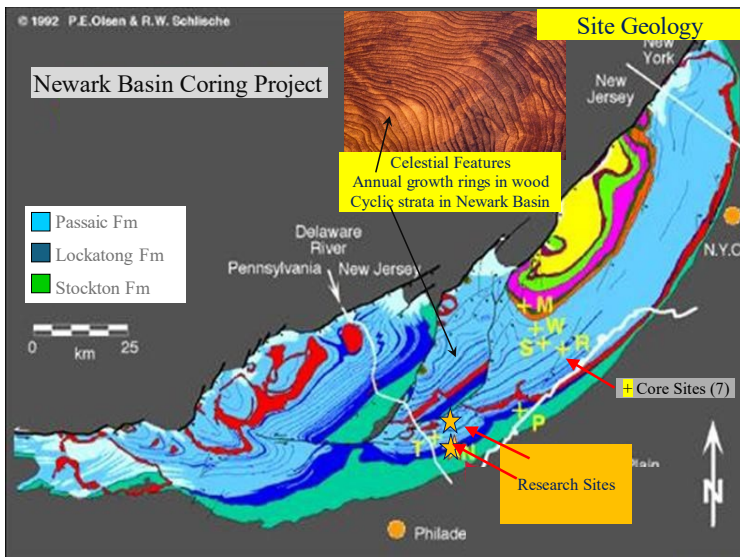 © 1992 P.E.Olsen & R.W. Schlische
Site Geology
New York
New Jersey
Newark Basin Coring Project
Celestial Features
Annual growth rings in wood
Cyclic strata in Newark Basin
Passaic Fm
Lockatong Fm
Stockton Fm
Delaware
River
Pennsylvania
New Jersey
N.Y.C
0 25
km
M
W
S R
+ Core Sites (7)
P
T N
Plain
Research Sites
N
Philade